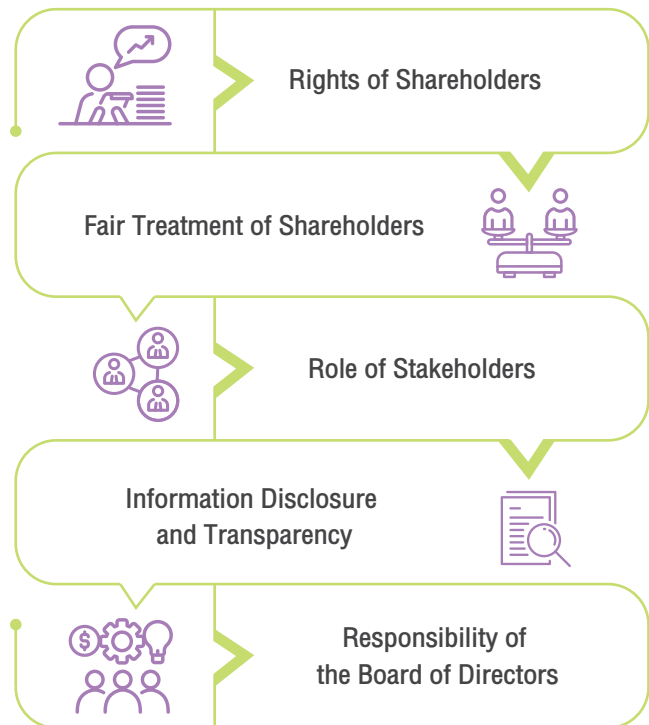 Rights of Shareholders
Fair Treatment of Shareholders
Role of Stakeholders
Information Disclosure
and Transparency
$
Responsibility of
the Board of Directors